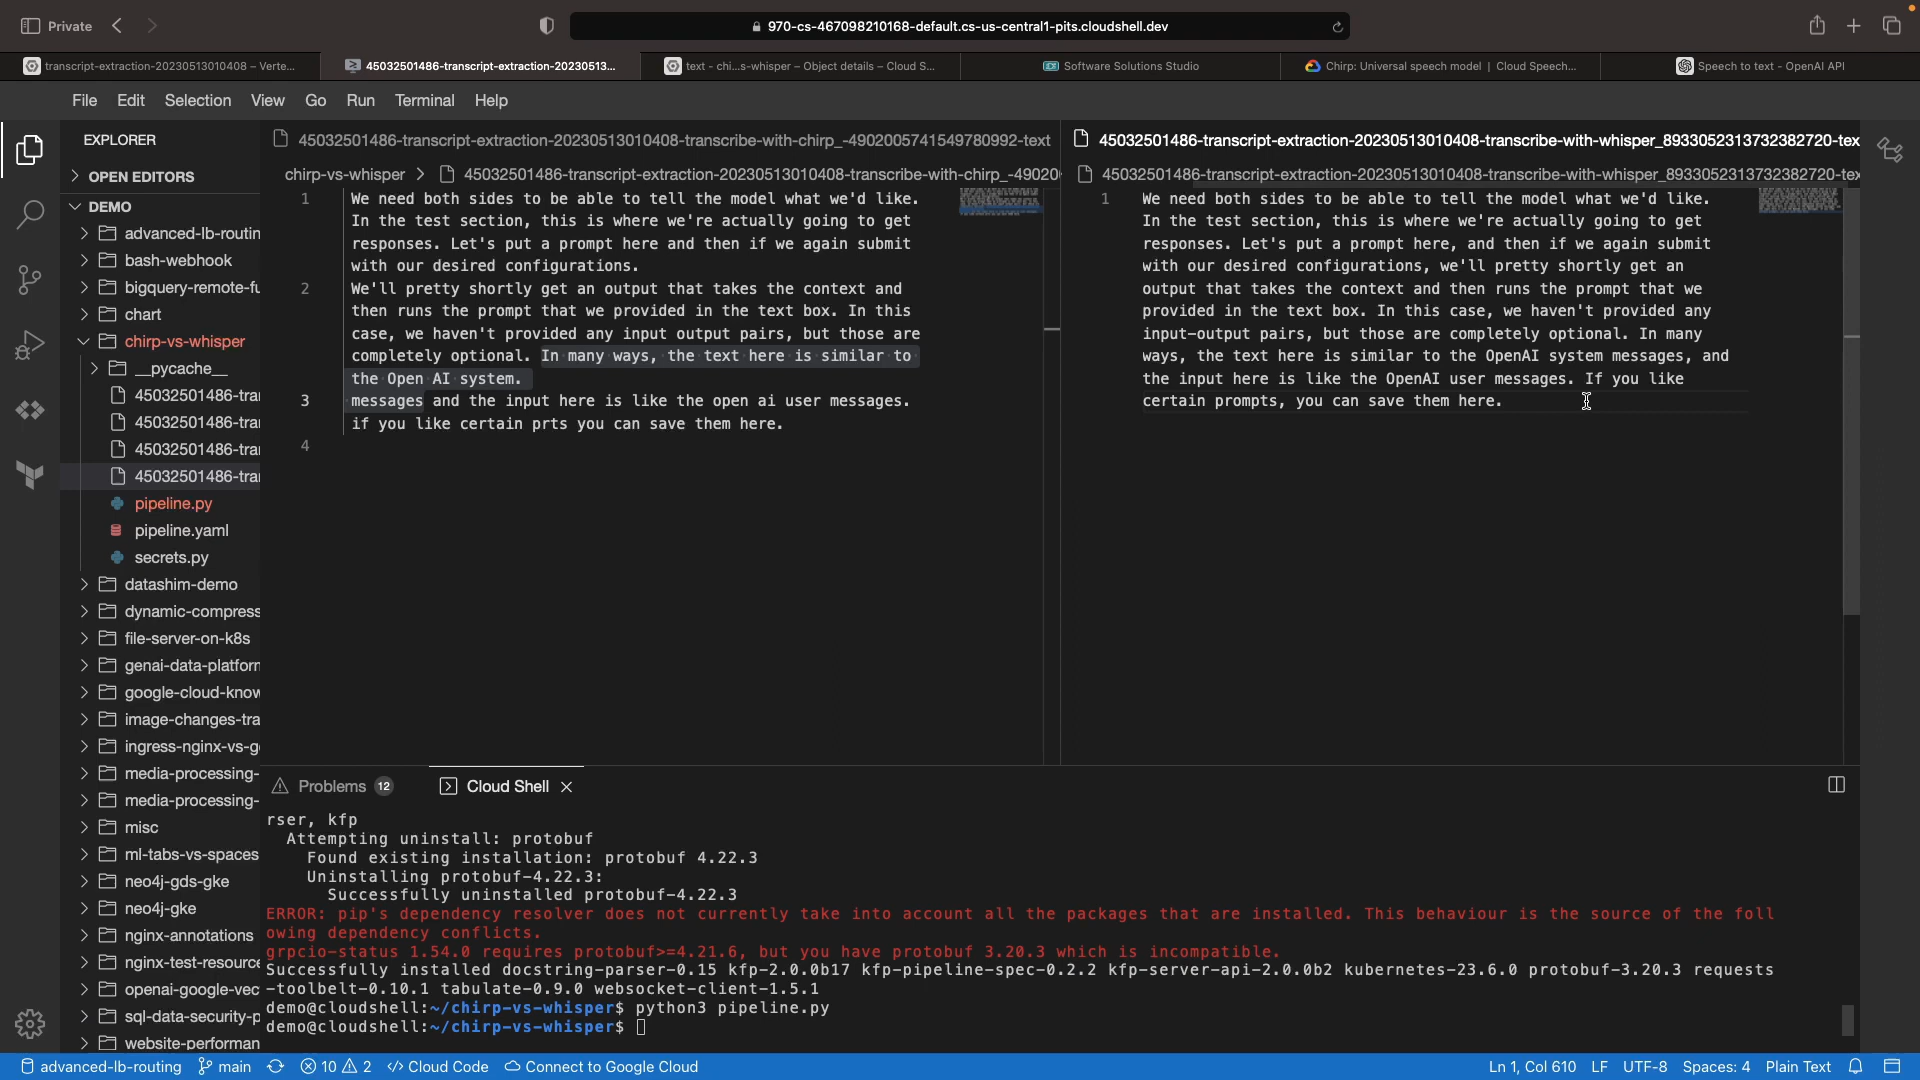 Private
970-cs-467098210168-default.cs-us-central1-pits.cloudshell.dev
transcript-extraction-20230513010408 – Verte...
45032501486-transcript-extraction-20230513...
text - chi...s-whisper – Object details – Cloud S...
Software Solutions Studio
Chirp: Universal speech model | Cloud Speech...
Speech to text - OpenAI API
File Edit Selection View Go Run Terminal Help
EXPLORER
OPEN EDITORS
DEMO
advanced-lb-routin
bash-webhook
bigquery-remote-fu
chart
chirp-vs-whisper
__pycache__
45032501486-tra
45032501486-tra
45032501486-tra
45032501486-tra
pipeline.py
pipeline.yaml
secrets.py
datashim-demo
dynamic-compress
file-server-on-k8s
genai-data-platforn
google-cloud-know
image-changes-tra
ingress-nginx-vs-g
media-processing-
media-processing-
misc
ml-tabs-vs-spaces
neo4j-gds-gke
neo4j-gke
nginx-annotations
nginx-test-resource
openai-google-vec
sql-data-security-p
website-performan
45032501486-transcript-extraction-20230513010408-transcribe-with-chirp_-4902005741549780992-text
chirp-vs-whisper > 45032501486-transcript-extraction-20230513010408-transcribe-with-chirp_-49020
1 We need both sides to be able to tell the model what we'd like.
In the test section, this is where we're actually going to get
responses. Let's put a prompt here and then if we again submit
with our desired configurations.
2 We'll pretty shortly get an output that takes the context and
then runs the prompt that we provided in the text box. In this
case, we haven't provided any input output pairs, but those are
completely optional. In many ways, the text here is similar to
the Open AI system.
3 messages and the input here is like the open ai user messages.
if you like certain prts you can save them here.
4
45032501486-transcript-extraction-20230513010408-transcribe-with-whisper_8933052313732382720-tex
45032501486-transcript-extraction-20230513010408-transcribe-with-whisper_8933052313732382720-tex
1 We need both sides to be able to tell the model what we'd like.
In the test section, this is where we're actually going to get
responses. Let's put a prompt here, and then if we again submit
with our desired configurations, we'll pretty shortly get an
output that takes the context and then runs the prompt that we
provided in the text box. In this case, we haven't provided any
input-output pairs, but those are completely optional. In many
ways, the text here is similar to the OpenAI system messages, and
the input here is like the OpenAI user messages. If you like
certain prompts, you can save them here.
Problems 12
Cloud Shell
rser, kfp
Attempting uninstall: protobuf
Found existing installation: protobuf 4.22.3
Uninstalling protobuf-4.22.3:
Successfully uninstalled protobuf-4.22.3
ERROR: pip's dependency resolver does not currently take into account all the packages that are installed. This behaviour is the source of the foll
owing dependency conflicts.
grpcio-status 1.54.0 requires protobuf>=4.21.6, but you have protobuf 3.20.3 which is incompatible.
Successfully installed docstring-parser-0.15 kfp-2.0.0b17 kfp-pipeline-spec-0.2.2 kfp-server-api-2.0.0b2 kubernetes-23.6.0 protobuf-3.20.3 requests
-toolbelt-0.10.1 tabulate-0.9.0 websocket-client-1.5.1
demo@cloudshell:~/chirp-vs-whisper$ python3 pipeline.py
demo@cloudshell:~/chirp-vs-whisper$
advanced-lb-routing main 10 2 Cloud Code Connect to Google Cloud
Ln 1, Col 610 LF UTF-8 Spaces: 4 Plain Text